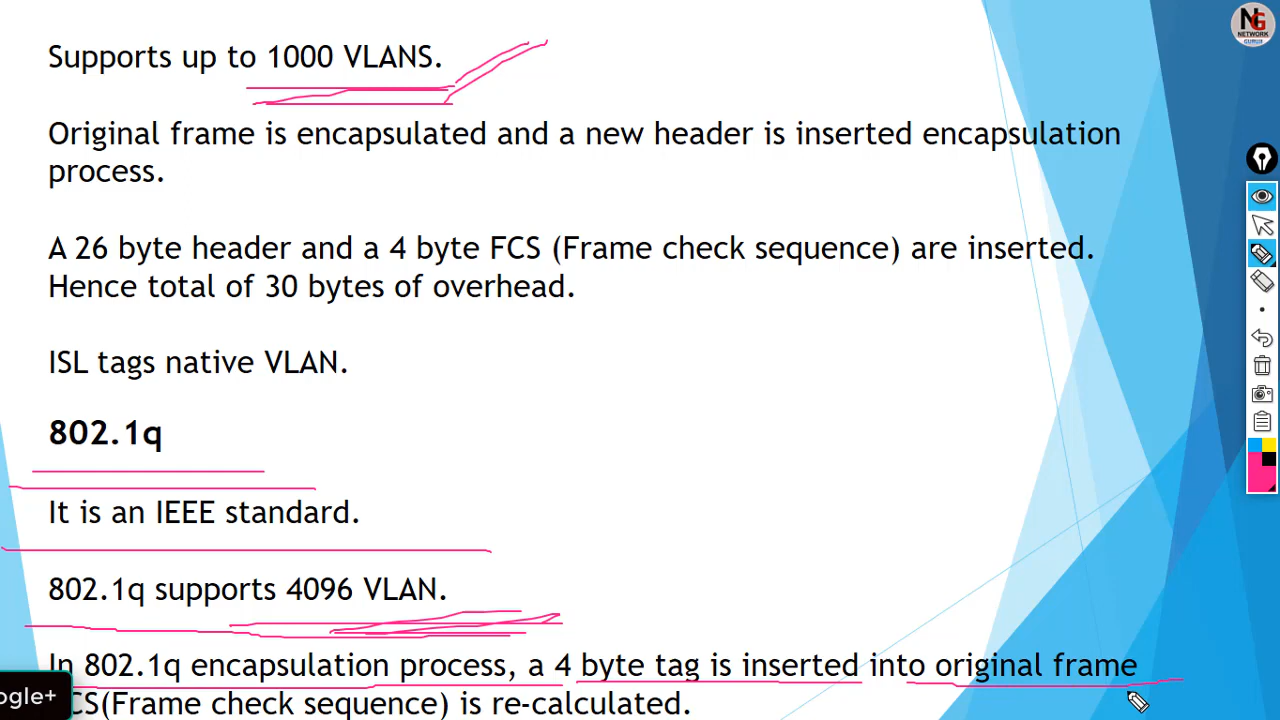 Supports up to 1000 VLANS.
NG
NETWORK
GURUX
Original frame is encapsulated and a new header is inserted encapsulation
process.
A 26 byte header and a 4 byte FCS (Frame check sequence) are inserted.
Hence total of 30 bytes of overhead.
ISL tags native VLAN.
802.1q
It is an IEEE standard.
802.1q supports 4096 VLAN.
In 802.1q encapsulation process, a 4 byte tag is inserted into original frame
ogle+
CS(Frame check sequence) is re-calculated.